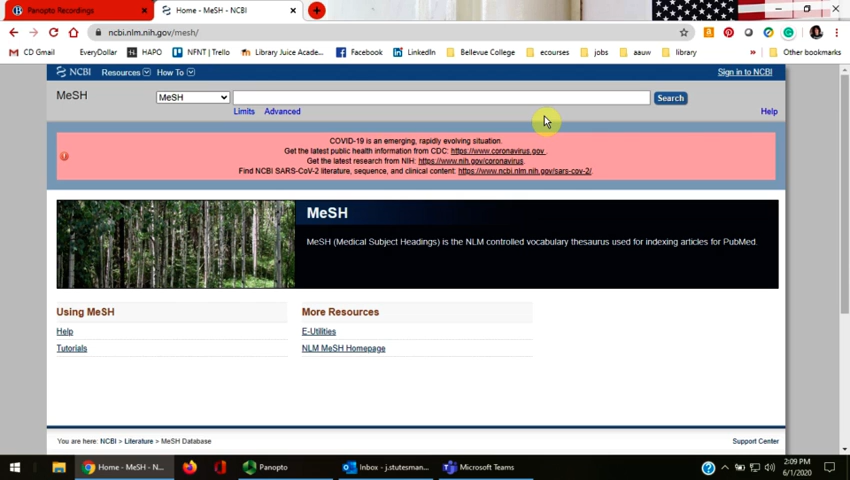 Panopto Recordings
Home - MeSH - NCBI
ncbi.nlm.nih.gov/mesh/
CD Gmail EveryDollar HAPO NFNT | Trello Library Juice Acade... Facebook LinkedIn Bellevue College ecourses jobs aauw library » Other bookmarks
NCBI Resources How To Sign in to NCBI
MeSH MeSH Search
Limits Advanced Help
COVID-19 is an emerging, rapidly evolving situation.
Get the latest public health information from CDC: https://www.coronavirus.gov .
Get the latest research from NIH: https://www.nih.gov/coronavirus.
Find NCBI SARS-CoV-2 literature, sequence, and clinical content: https://www.ncbi.nlm.nih.gov/sars-cov-2/.
MeSH
MeSH (Medical Subject Headings) is the NLM controlled vocabulary thesaurus used for indexing articles for PubMed.
Using MeSH
Help
Tutorials
More Resources
E-Utilities
NLM MeSH Homepage
You are here: NCBI > Literature > MeSH Database Support Center
Home - MeSH - N... Panopto Inbox - j.stutesman... Microsoft Teams
2:09 PM
6/1/2020